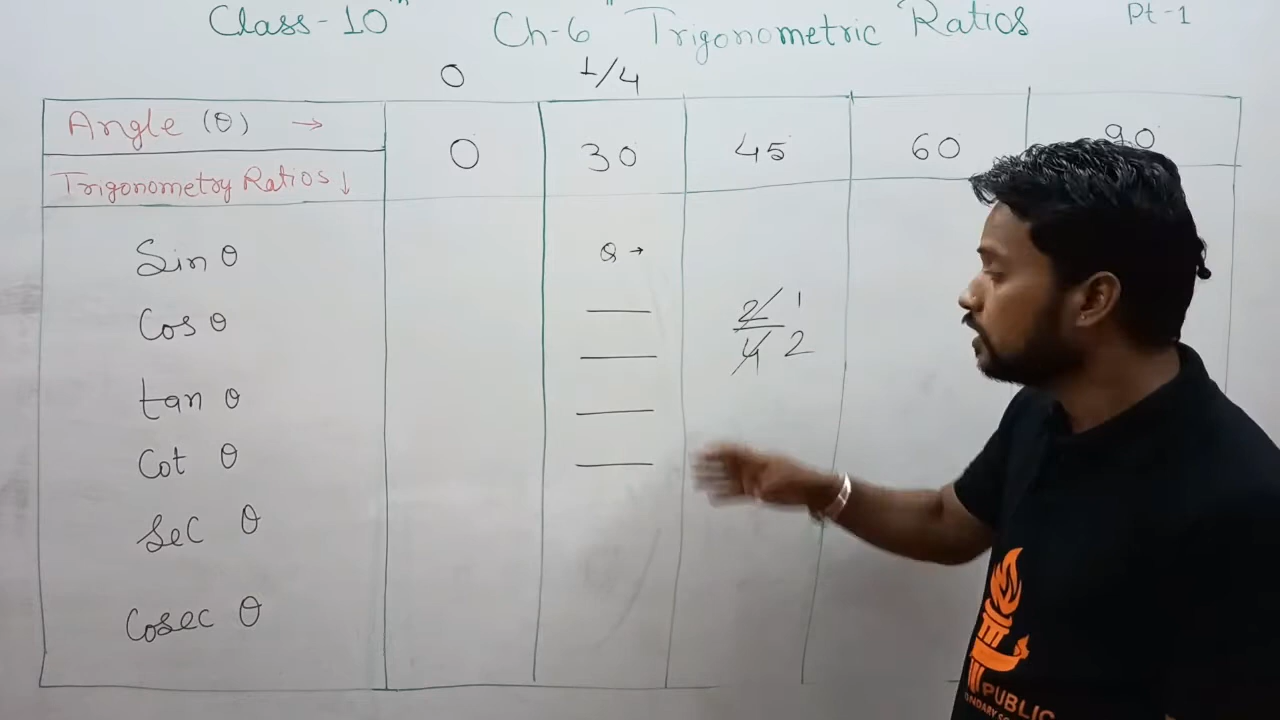 Class-10th Ch-6 "Trigonometric Ratios Pt-1
0 1/4
Angle (θ) →
0 30 45 60 90
Trigonometry Ratios ↓
Sin θ
Cos θ
2 1
4 2
tan θ
Cot θ
Sec θ
Cosec θ
PUBLIC